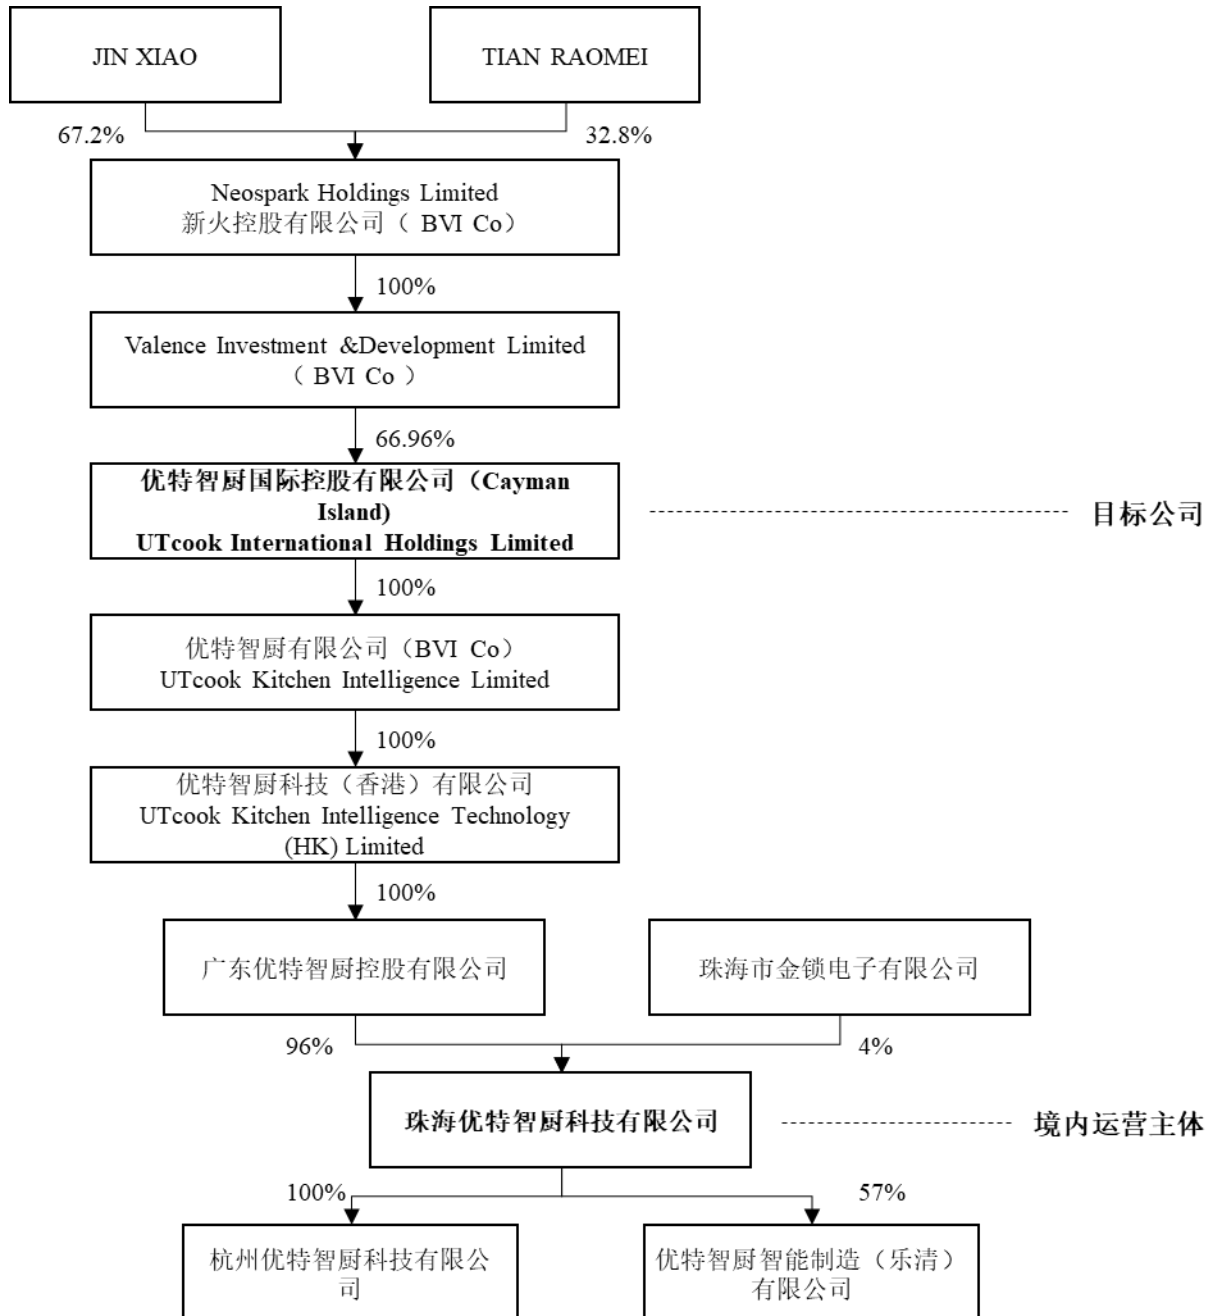 JIN XIAO
TIAN RAOMEI
67.2%
32.8%
Neospark Holdings Limited
新火控股有限公司（ BVI Co）
100%
Valence Investment &Development Limited
（ BVI Co ）
66.96%
优特智厨国际控股有限公司（Cayman
Island)
UTcook International Holdings Limited
目标公司
100%
优特智厨有限公司（BVI Co）
UTcook Kitchen Intelligence Limited
100%
优特智厨科技（香港）有限公司
UTcook Kitchen Intelligence Technology
(HK) Limited
100%
广东优特智厨控股有限公司
珠海市金锁电子有限公司
96%
4%
珠海优特智厨科技有限公司
境内运营主体
100%
57%
杭州优特智厨科技有限公
司
优特智厨智能制造（乐清）
有限公司